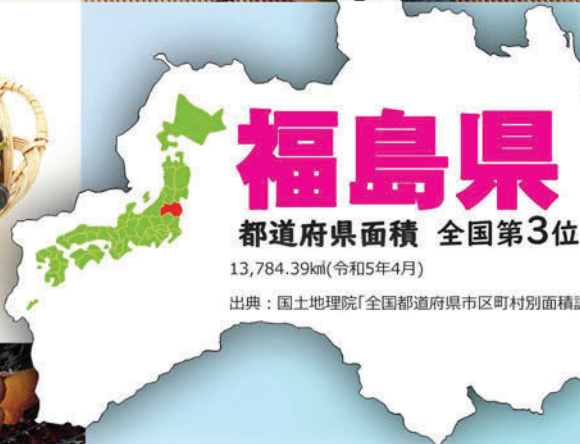 福島県
都道府県面積 全国第3位
13,784.39㎢(令和5年4月)
出典：国土地理院「全国都道府県市区町村別面積